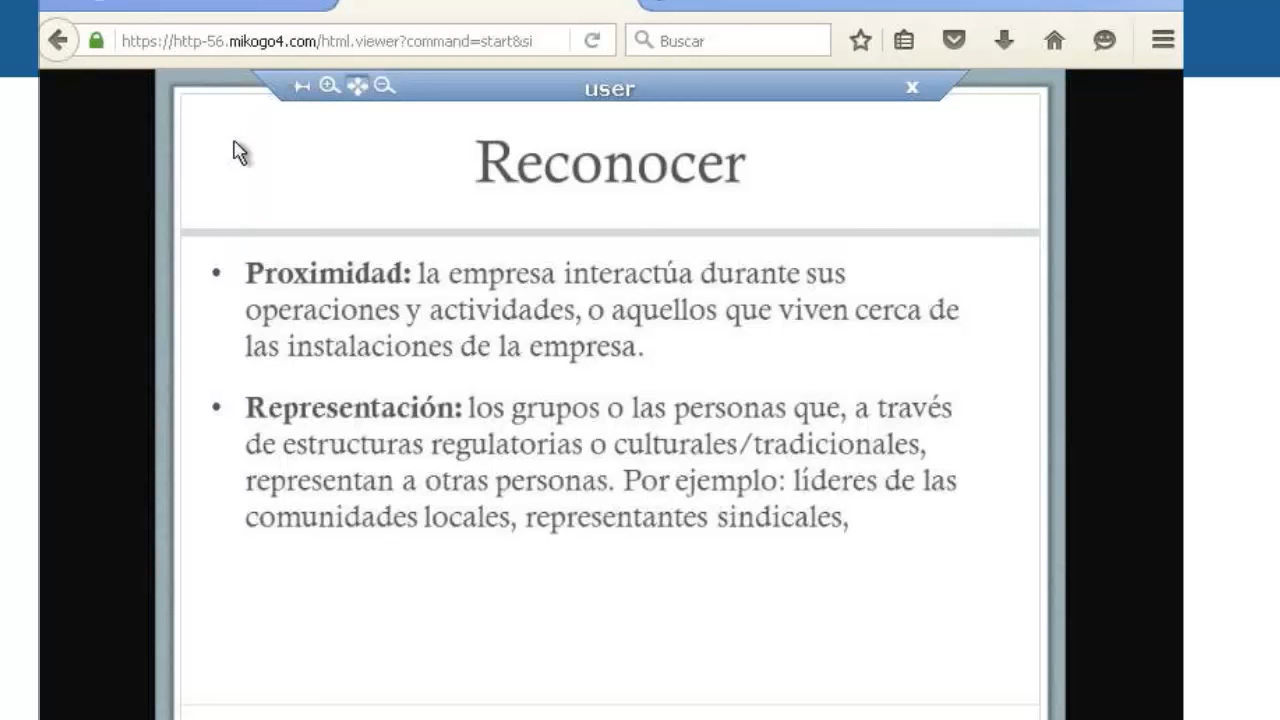 https://http-56.mikogo4.com/html.viewer?command=start&si
Buscar
user
x
Reconocer
• Proximidad: la empresa interactúa durante sus
operaciones y actividades, o aquellos que viven cerca de
las instalaciones de la empresa.
• Representación: los grupos o las personas que, a través
de estructuras regulatorias o culturales/tradicionales,
representan a otras personas. Por ejemplo: líderes de las
comunidades locales, representantes sindicales,